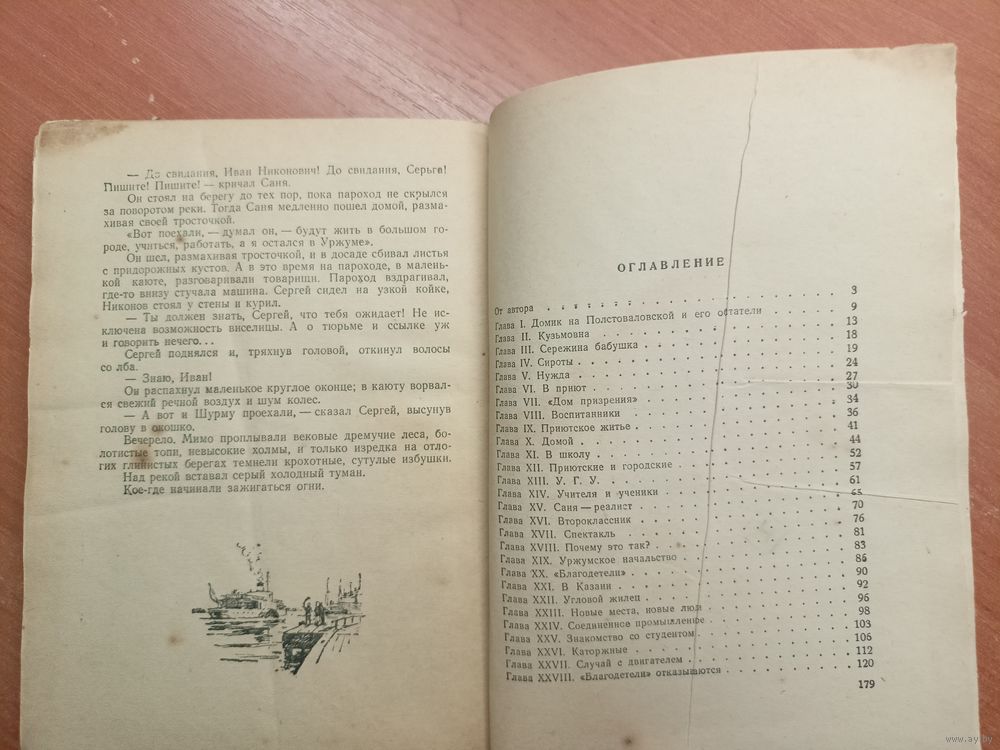 — До свидания, Иван Никонович! До свидания, Серьга!
Пишите! Пишите! — кричал Саня.
Он стоял на берегу до тех пор, пока пароход не скрылся
за поворотом реки. Тогда Саня медленно пошел домой, разма-
хивая своей тросточкой.
«Вот поехали, — думал он, — будут жить в большом го-
роде, учиться, работать, а я остался в Уржуме».
Он шел, размахивая тросточкой, и в досаде сбивал листья
с придорожных кустов. А в это время на пароходе, в малень-
кой каюте, разговаривали товарищи. Пароход вздрагивал,
где-то внизу стучала машина. Сергей сидел на узкой койке,
Никонов стоял у стены и курил.
— Ты должен знать, Сергей, что тебя ожидает! Не ис-
ключена возможность виселицы. А о тюрьме и ссылке уж
и говорить нечего...
Сергей поднялся и, тряхнув головой, откинул волосы
со лба.
— Знаю, Иван!
Он распахнул маленькое круглое оконце; в каюту ворвал-
ся свежий речной воздух и шум колес.
— А вот и Шурму проехали, — сказал Сергей, высунув
голову в окошко.
Вечерело. Мимо проплывали вековые дремучие леса, бо-
лотистые топи, невысокие холмы, и только изредка на отло-
гих глинистых берегах темнели крохотные, сутулые избушки.
Над рекой вставал серый холодный туман.
Кое-где начинали зажигаться огни.
ОГЛАВЛЕНИЕ
От автора . . . . . . . 3
Глава I. Домик на Полстоваловской и его обитатели . . . 9
Глава II. Кузьмовна . . . . . . . 13
Глава III. Сережина бабушка . . . . . . . 18
Глава IV. Сироты . . . . . . . 19
Глава V. Нужда . . . . . . . 24
Глава VI. В приют . . . . . . . 27
Глава VII. «Дом призрения» . . . . . . . 30
Глава VIII. Воспитанники . . . . . . . 34
Глава IX. Приютское житье . . . . . . . 36
Глава X. Домой . . . . . . . 41
Глава XI. В школу . . . . . . . 44
Глава XII. Приютские и городские . . . . . . . 52
Глава XIII. У. Г. У. . . . . . . . 57
Глава XIV. Учителя и ученики . . . . . . . 61
Глава XV. Саня — реалист . . . . . . . 65
Глава XVI. Второклассник . . . . . . . 70
Глава XVII. Спектакль . . . . . . . 76
Глава XVIII. Почему это так? . . . . . . . 81
Глава XIX. Уржумское начальство . . . . . . . 83
Глава XX. «Благодетели» . . . . . . . 86
Глава XXI. В Казани . . . . . . . 90
Глава XXII. Угловой жилец . . . . . . . 92
Глава XXIII. Новые места, новые люди . . . . . . . 96
Глава XXIV. Соединенное промышленное . . . . . . . 98
Глава XXV. Знакомство со студентом . . . . . . . 103
Глава XXVI. Каторжные . . . . . . . 106
Глава XXVII. Случай с двигателем . . . . . . . 112
Глава XXVIII. «Благодетели» отказываются . . . . . . . 120
179
www.ay.by